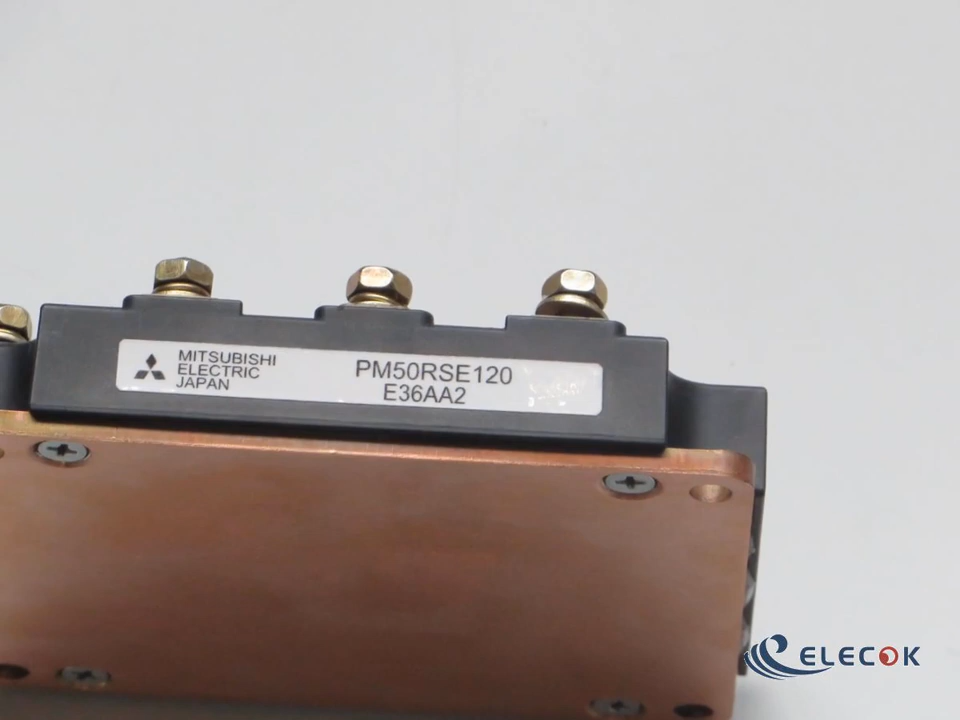 MITSUBISHI
ELECTRIC
JAPAN
PM50RSE120
E36AA2
ELECOK